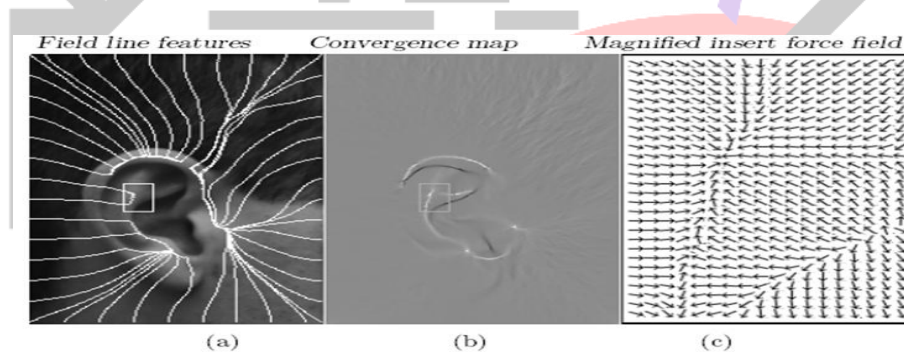 Field line features Convergence map Magnified insert force field
(a) (b) (c)